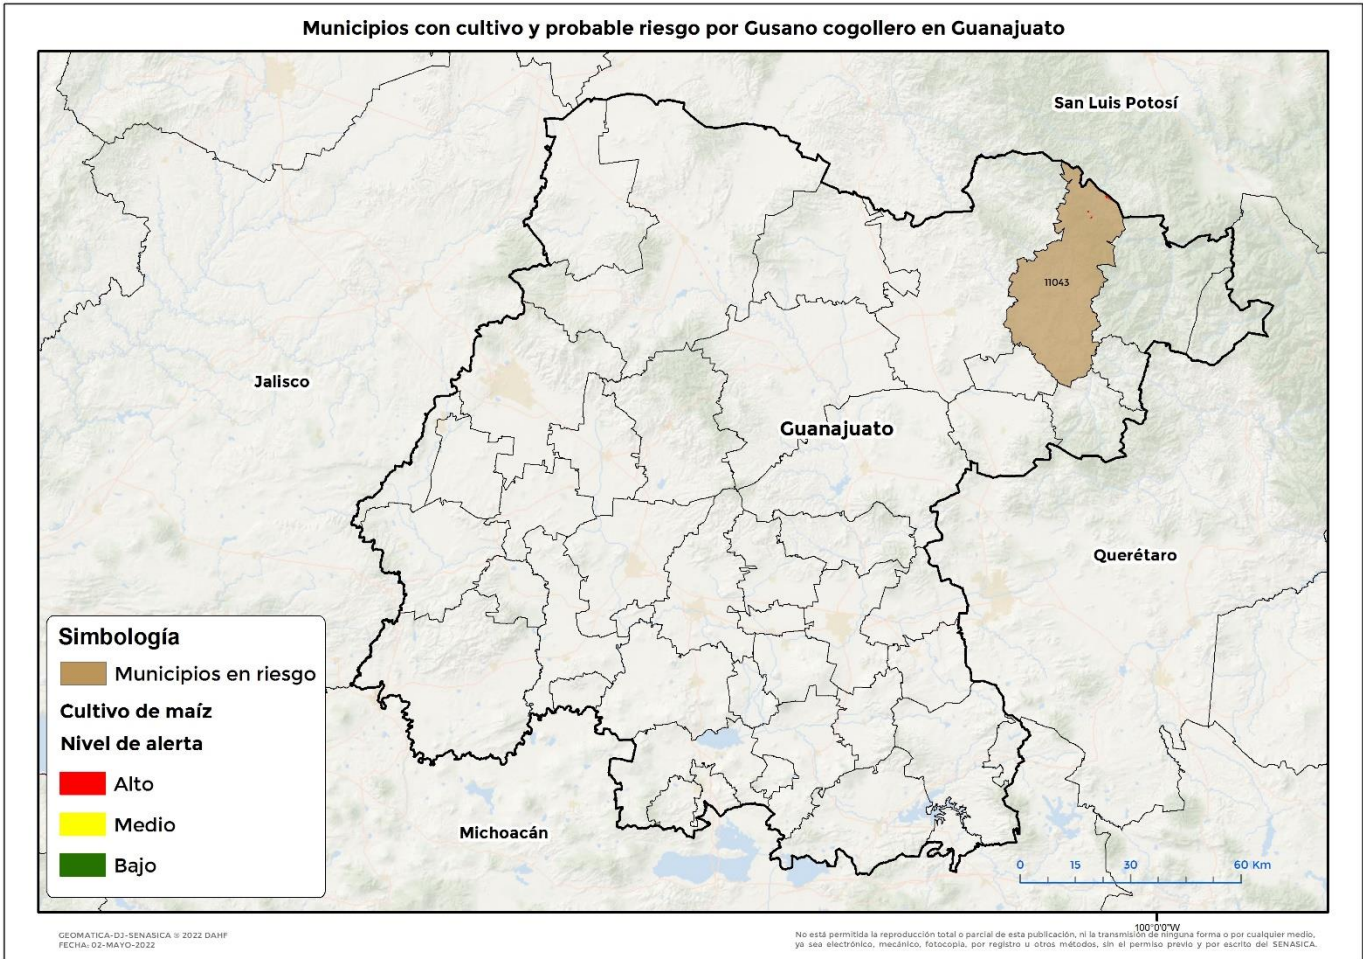 Municipios con cultivo y probable riesgo por Gusano cogollero en Guanajuato
San Luis Potosí
11043
Jalisco
Guanajuato
Querétaro
Michoacán
Simbología
Municipios en riesgo
Cultivo de maíz
Nivel de alerta
Alto
Medio
Bajo
0 15 30 60 Km
100°0'0"W
GEOMATICA-DJ-SENASICA © 2022 DAHF
FECHA: 02-MAYO-2022
No está permitida la reproducción total o parcial de esta publicación, ni la transmisión de ninguna forma o por cualquier medio,
ya sea electrónico, mecánico, fotocopia, por registro u otros métodos, sin el permiso previo y por escrito del SENASICA.